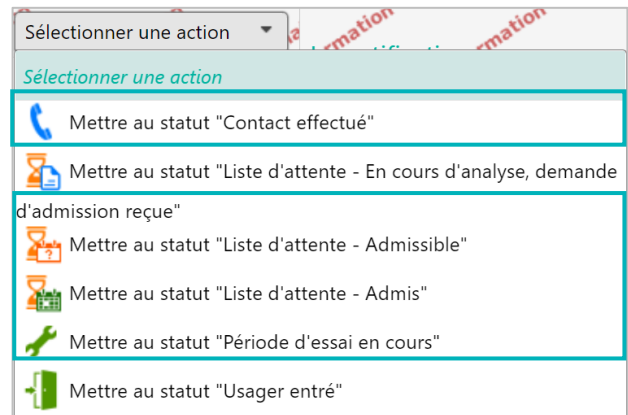 Sélectionner une action
mation
mation
Sélectionner une action
Mettre au statut "Contact effectué"
Mettre au statut "Liste d'attente - En cours d'analyse, demande
d'admission reçue"
Mettre au statut "Liste d'attente - Admissible"
Mettre au statut "Liste d'attente - Admis"
Mettre au statut "Période d'essai en cours"
Mettre au statut "Usager entré"